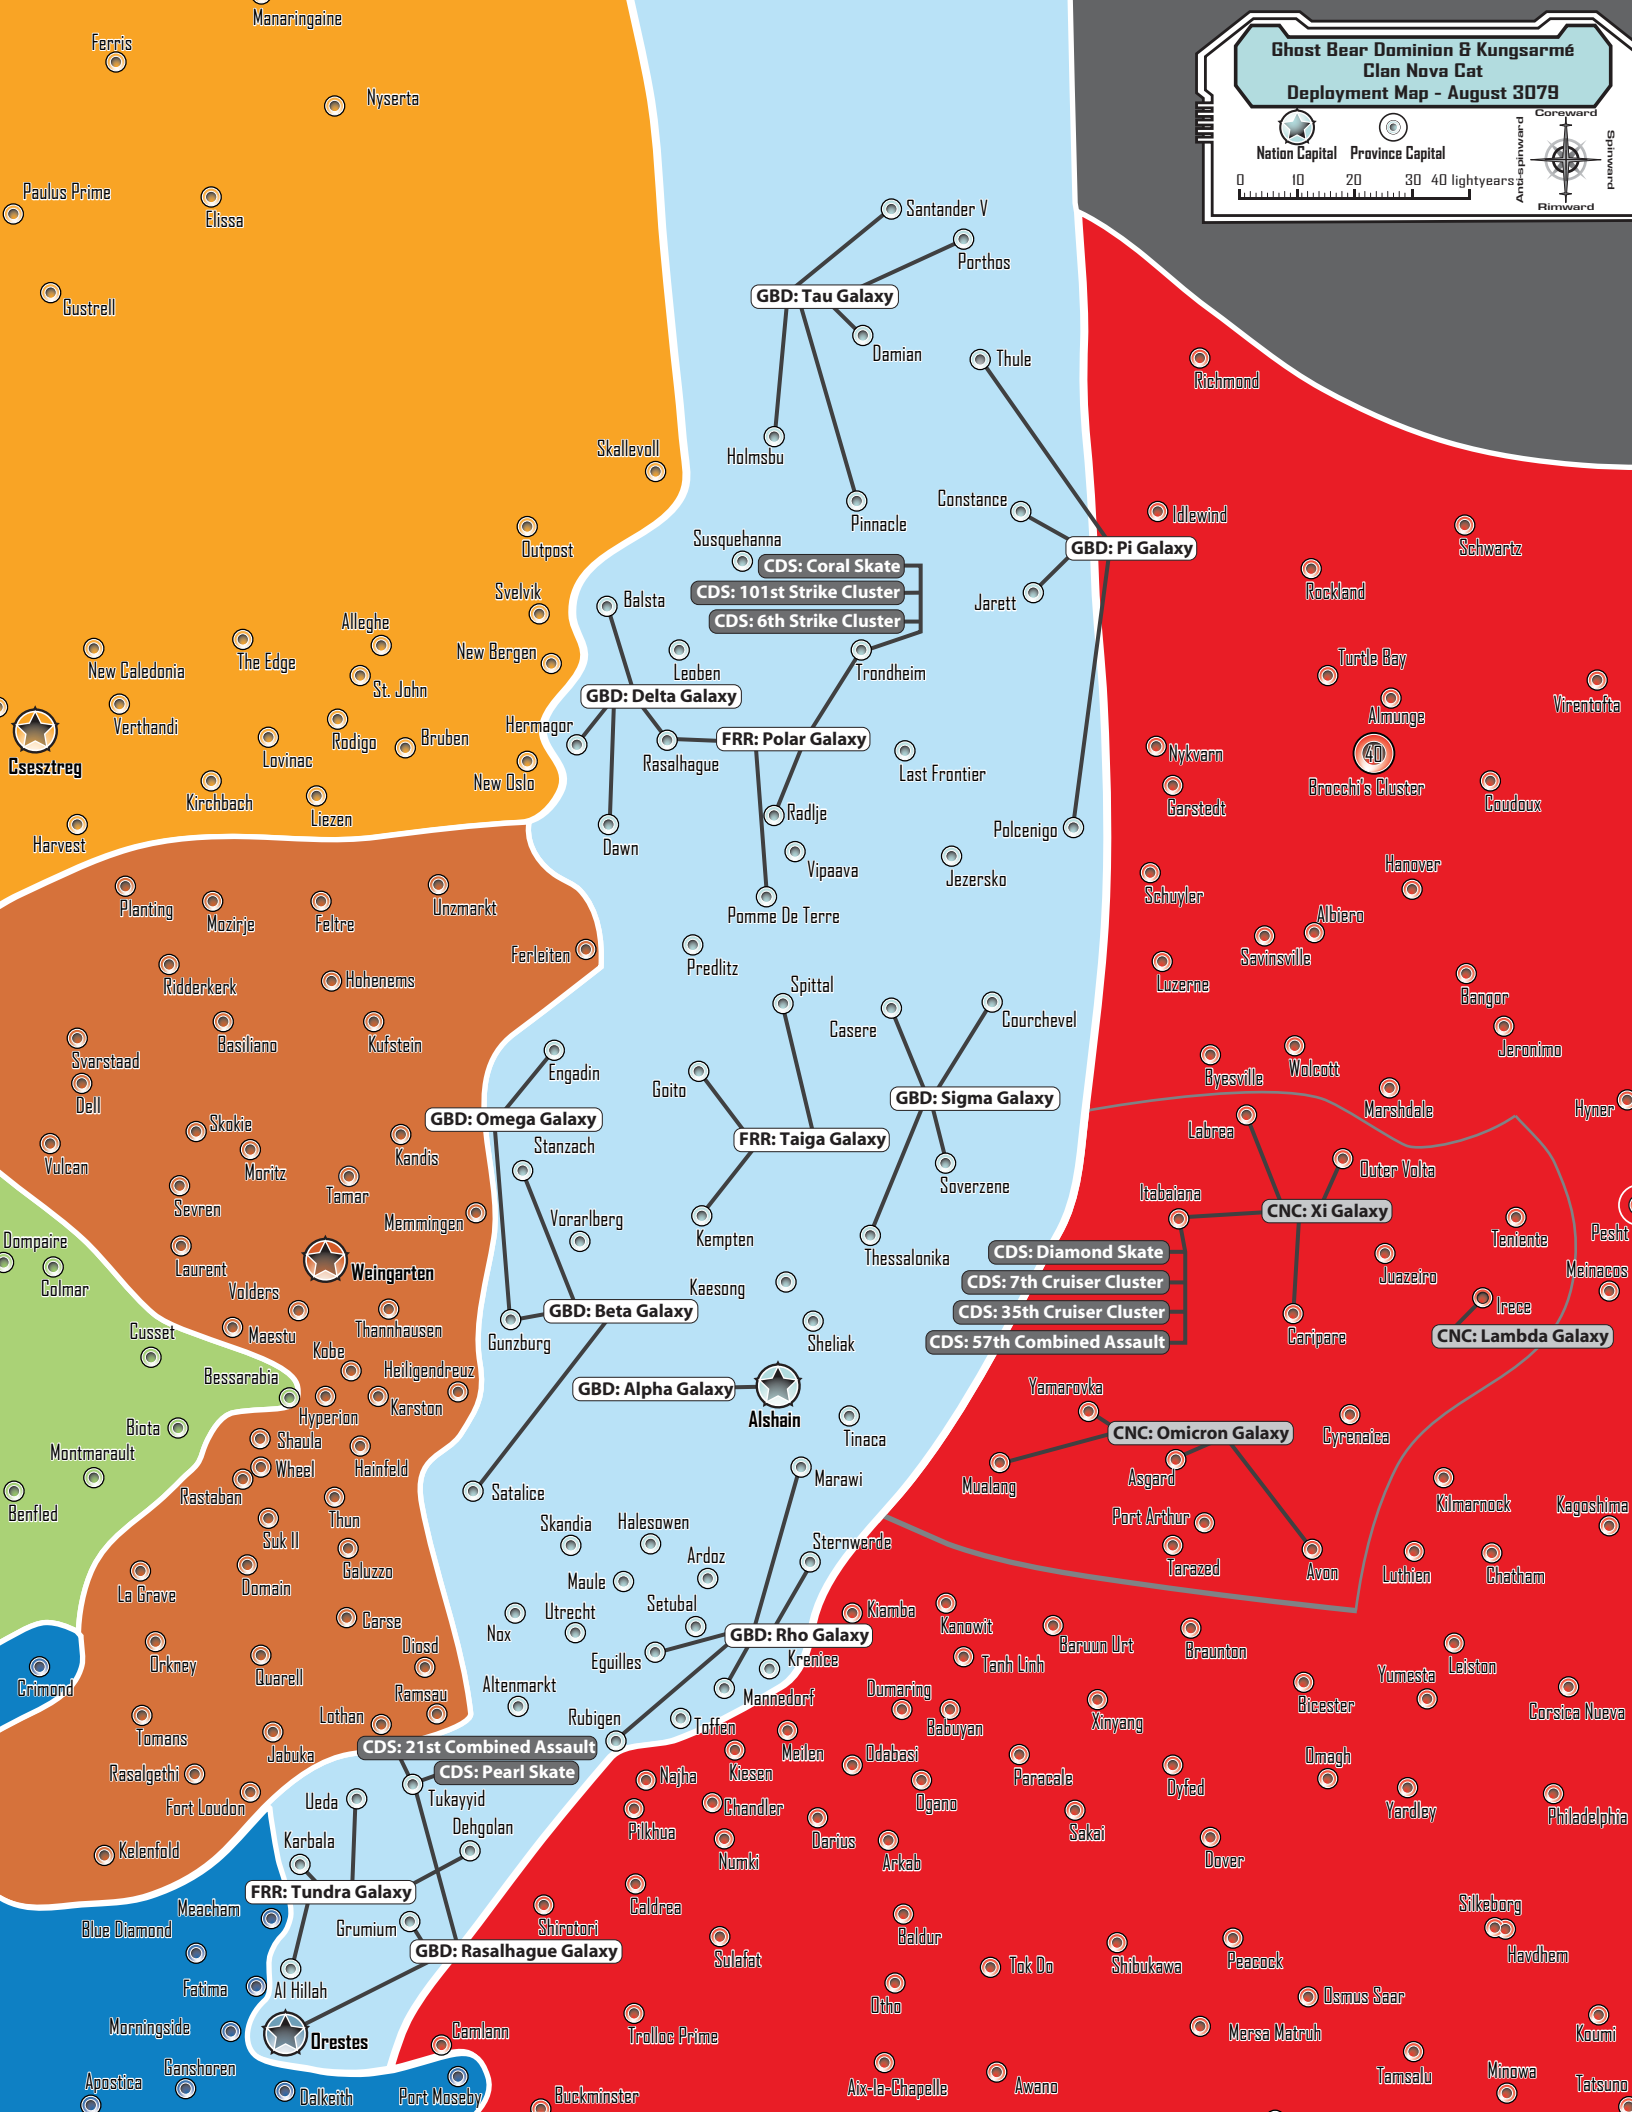 Manaringaine
Ferris
Nyserta
Ghost Bear Dominion & Kungsarmé
Clan Nova Cat
Deployment Map - August 3079
Coreward
Anti-spinward
Spinward
Rimward
Nation Capital
Province Capital
0 10 20 30 40 lightyears
Paulus Prime
Elissa
Gustrell
Santander V
Porthos
GBD: Tau Galaxy
Damian
Thule
Richmond
Holmsbu
Skallevoll
Pinnacle
Constance
Idlewind
Schwartz
Outpost
Susquehanna
GBD: Pi Galaxy
CDS: Coral Skate
CDS: 101st Strike Cluster
CDS: 6th Strike Cluster
Rockland
Svelvik
Balsta
Jarett
Alleghe
New Bergen
The Edge
New Caledonia
St. John
Leoben
Trondheim
Turtle Bay
Almunge
Virentofta
GBD: Delta Galaxy
Verthandi
Hermagor
Rodigo
Bruben
Lovinac
FRR: Polar Galaxy
Rasalhague
Last Frontier
Nykvarn
40
Brocchi's Cluster
Csesztreg
New Oslo
Kirchbach
Liezen
Garstedt
Coudoux
Radlje
Polcenigo
Harvest
Dawn
Vipaava
Jezersko
Hanover
Schuyler
Planting
Mozirje
Feltre
Unzmarkt
Pomme De Terre
Albiero
Savinsville
Ferleiten
Predlitz
Luzerne
Bangor
Ridderkerk
Hohenems
Spittal
Casere
Courchevel
Basiliano
Kufstein
Jeronimo
Svarstaad
Engadin
Byesville
Wolcott
Dell
Goito
GBD: Sigma Galaxy
Marshdale
Hyner
GBD: Omega Galaxy
Skokie
Labrea
FRR: Taiga Galaxy
Stanzach
Vulcan
Moritz
Kandis
Outer Volta
Tamar
Soverzene
Itabaiana
Sevren
Memmingen
CNC: Xi Galaxy
Vorarlberg
Kempten
Teniente
Pesht
Dompaire
Thessalonika
CDS: Diamond Skate
Laurent
Weingarten
Juazeiro
Meinacos
Colmar
Kaesong
CDS: 7th Cruiser Cluster
Volders
Irece
GBD: Beta Galaxy
CDS: 35th Cruiser Cluster
Cusset
Maestu
Thannhausen
Gunzburg
Sheliak
CDS: 57th Combined Assault
Caripare
CNC: Lambda Galaxy
Kobe
Bessarabia
Heiligendreuz
GBD: Alpha Galaxy
Yamarovka
Hyperion
Karston
Alshain
Biota
Shaula
Tinaca
CNC: Omicron Galaxy
Cyrenaica
Montmarault
Wheel
Hainfeld
Marawi
Mualang
Asgard
Rastaban
Satalice
Benfled
Thun
Skandia
Halesowen
Port Arthur
Kilmarnock
Kagoshima
Suk II
Sternwerde
Ardoz
Galuzzo
Domain
Maule
Tarazed
Avon
Luthien
Chatham
La Grave
Setubal
Utrecht
Nox
Carse
Kiamba
Kanowit
Baruun Urt
Braunton
GBD: Rho Galaxy
Diosd
Eguilles
Krenice
Tanh Linh
Leiston
Orkney
Quarell
Yumesta
Crimond
Altenmarkt
Ramsau
Mannedorf
Dumaring
Bicester
Corsica Nueva
Lothan
Rubigen
Toffen
Babuyan
Xinyang
Tomans
Jabuka
CDS: 21st Combined Assault
Meilen
Odabasi
Omagh
CDS: Pearl Skate
Rasalgethi
Najha
Kiesen
Paracale
Dyfed
Fort Loudon
Ueda
Tukayyid
Chandler
Ogano
Yardley
Philadelphia
Dehgolan
Pilkhua
Darius
Sakai
Karbala
Kelenfold
Numki
Arkab
Dover
FRR: Tundra Galaxy
Meacham
Caldrea
Silkeborg
Blue Diamond
Grumium
Shirotori
Baldur
GBD: Rasalhague Galaxy
Sulafat
Tok Do
Shibukawa
Peacock
Havdhem
Fatima
Al Hillah
Otho
Osmus Saar
Morningside
Orestes
Camlann
Trolloc Prime
Mersa Matruh
Koumi
Ganshoren
Apostica
Dalkeith
Port Moseby
Buckminster
Aix-la-Chapelle
Awano
Tamsalu
Minowa
Tatsuno